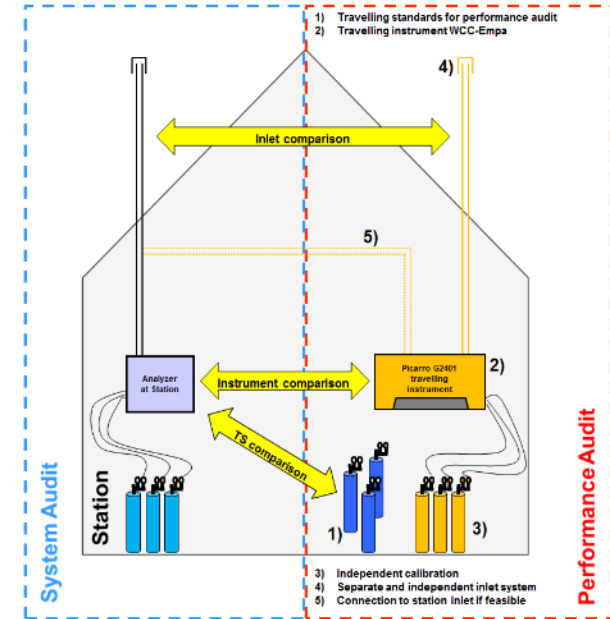 1) Travelling standards for performance audit
2) Travelling instrument WCC-Empa
4)
Inlet comparison
5)
Analyzer
at Station
Instrument comparison
Picarro G2401
travelling
instrument
2)
TS comparison
1)
3)
Station
System Audit
Performance Audit
3) Independent calibration
4) Separate and independent inlet system
5) Connection to station inlet if feasible